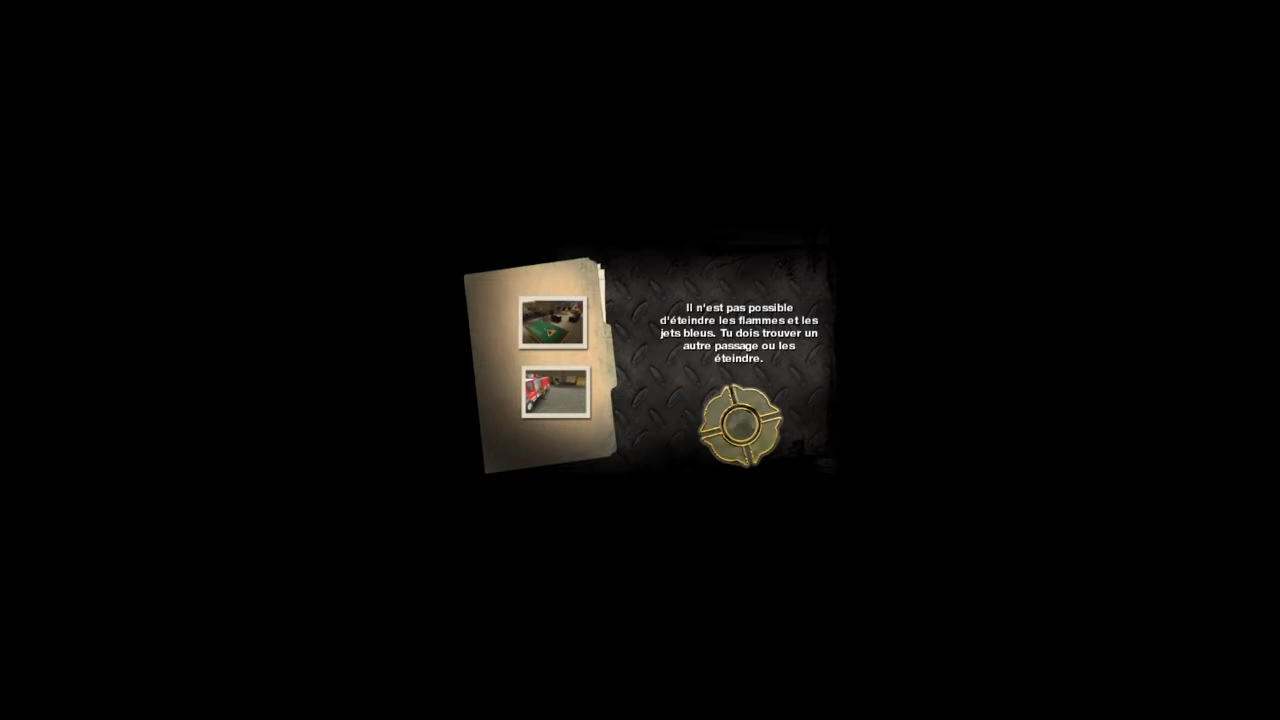 Il n'est pas possible
d'éteindre les flammes et les
jets bleus. Tu dois trouver un
autre passage ou les
éteindre.